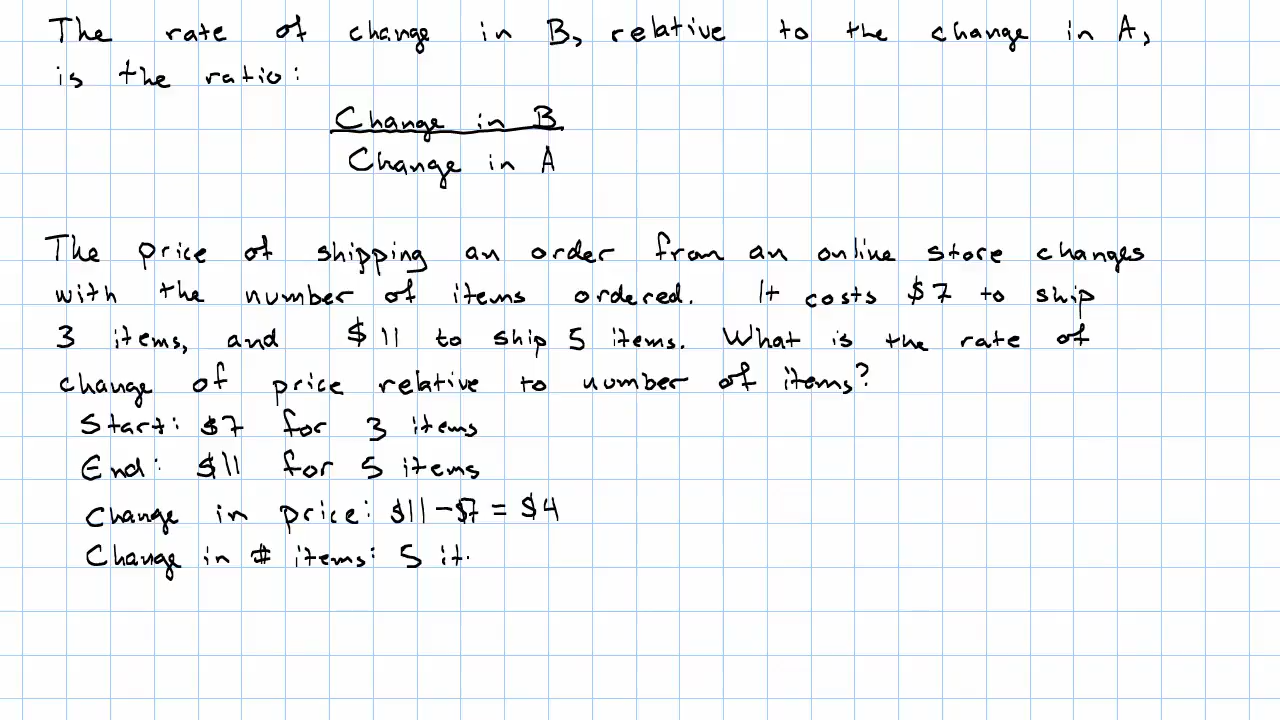 The rate of change in B, relative to the change in A,
is the ratio:
Change in B
Change in A
The price of shipping an order from an online store changes
with the number of items ordered. It costs $7 to ship
3 items, and $11 to ship 5 items. What is the rate of
change of price relative to number of items?
Start: $7 for 3 items
End: $11 for 5 items
Change in price: $11-$7 = $4
Change in # items: 5 it